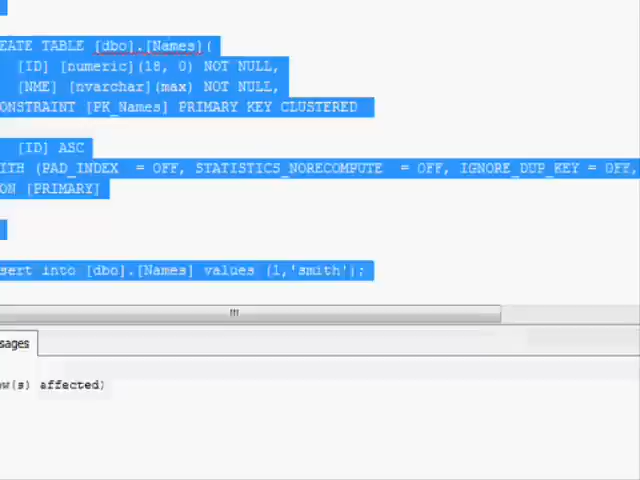 EATE TABLE [dbo].[Names](
[ID] [numeric](18, 0) NOT NULL,
[NME] [nvarchar](max) NOT NULL,
ONSTRAINT [PK_Names] PRIMARY KEY CLUSTERED
[ID] ASC
ITH (PAD_INDEX  = OFF, STATISTICS_NORECOMPUTE  = OFF, IGNORE_DUP_KEY = OFF,
ON [PRIMARY]
sert into [dbo].[Names] values (1,'smith');
sages
ow(s) affected)